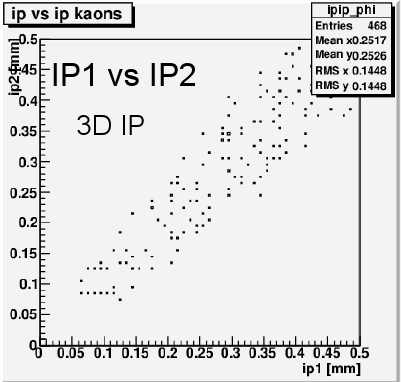 ip vs ip kaons
ipip_phi
Entries 468
Mean x 0.2517
Mean y 0.2526
RMS x 0.1448
RMS y 0.1448
ip2 [mm]
IP1 vs IP2
3D IP
0.5
0.45
0.4
0.35
0.3
0.25
0.2
0.15
0.1
0.05
0
0 0.05 0.1 0.15 0.2 0.25 0.3 0.35 0.4 0.45 0.5
ip1 [mm]